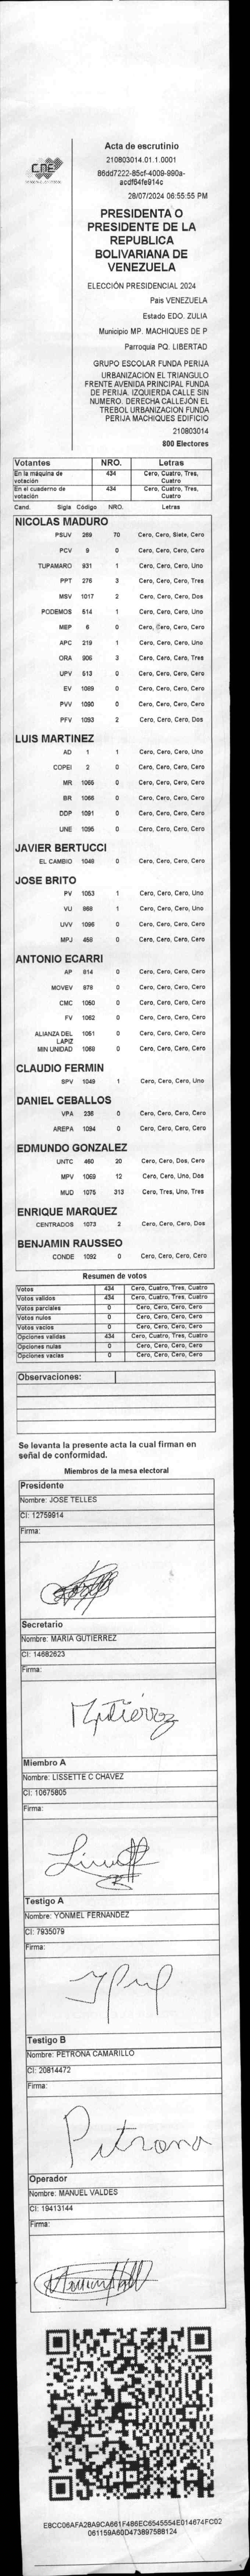 CNE
Acta de escrutinio
210803014.01.1.0001
86dd7222-85cf-4009-990a-
acdf64fe914c
28/07/2024 06:55:55 PM
PRESIDENTA O
PRESIDENTE DE LA
REPUBLICA
BOLIVARIANA DE
VENEZUELA
ELECCIÓN PRESIDENCIAL 2024
Pais VENEZUELA
Estado EDO. ZULIA
Municipio MP. MACHIQUES DE P
Parroquia PQ. LIBERTAD
GRUPO ESCOLAR FUNDA PERIJA
URBANIZACION EL TRIANGULO
FRENTE AVENIDA PRINCIPAL FUNDA
DE PERIJA. IZQUIERDA CALLE SIN
NUMERO. DERECHA CALLEJÓN EL
TREBOL URBANIZACION FUNDA
PERIJA MACHIQUES EDIFICIO
210803014
800 Electores
Votantes NRO. Letras
En la máquina de votación 434 Cero, Cuatro, Tres, Cuatro
En el cuaderno de votación 434 Cero, Cuatro, Tres, Cuatro
Cand. Sigla Código NRO. Letras
NICOLAS MADURO
PSUV 269 70 Cero, Cero, Siete, Cero
PCV 9 0 Cero, Cero, Cero, Cero
TUPAMARO 931 1 Cero, Cero, Cero, Uno
PPT 276 3 Cero, Cero, Cero, Tres
MSV 1017 2 Cero, Cero, Cero, Dos
PODEMOS 514 1 Cero, Cero, Cero, Uno
MEP 6 0 Cero, Cero, Cero, Cero
APC 219 1 Cero, Cero, Cero, Uno
ORA 906 3 Cero, Cero, Cero, Tres
UPV 513 0 Cero, Cero, Cero, Cero
EV 1089 0 Cero, Cero, Cero, Cero
PVV 1090 0 Cero, Cero, Cero, Cero
PFV 1093 2 Cero, Cero, Cero, Dos
LUIS MARTINEZ
AD 1 1 Cero, Cero, Cero, Uno
COPEI 2 0 Cero, Cero, Cero, Cero
MR 1065 0 Cero, Cero, Cero, Cero
BR 1066 0 Cero, Cero, Cero, Cero
DDP 1091 0 Cero, Cero, Cero, Cero
UNE 1095 0 Cero, Cero, Cero, Cero
JAVIER BERTUCCI
EL CAMBIO 1048 0 Cero, Cero, Cero, Cero
JOSE BRITO
PV 1053 1 Cero, Cero, Cero, Uno
VU 868 1 Cero, Cero, Cero, Uno
UVV 1096 0 Cero, Cero, Cero, Cero
MPJ 458 0 Cero, Cero, Cero, Cero
ANTONIO ECARRI
AP 814 0 Cero, Cero, Cero, Cero
MOVEV 878 0 Cero, Cero, Cero, Cero
CMC 1050 0 Cero, Cero, Cero, Cero
FV 1062 0 Cero, Cero, Cero, Cero
ALIANZA DEL LAPIZ 1051 0 Cero, Cero, Cero, Cero
MIN UNIDAD 1068 0 Cero, Cero, Cero, Cero
CLAUDIO FERMIN
SPV 1049 1 Cero, Cero, Cero, Uno
DANIEL CEBALLOS
VPA 236 0 Cero, Cero, Cero, Cero
AREPA 1094 0 Cero, Cero, Cero, Cero
EDMUNDO GONZALEZ
UNTC 460 20 Cero, Cero, Dos, Cero
MPV 1069 12 Cero, Cero, Uno, Dos
MUD 1075 313 Cero, Tres, Uno, Tres
ENRIQUE MARQUEZ
CENTRADOS 1073 2 Cero, Cero, Cero, Dos
BENJAMIN RAUSSEO
CONDE 1092 0 Cero, Cero, Cero, Cero
Resumen de votos
Votos 434 Cero, Cuatro, Tres, Cuatro
Votos validos 434 Cero, Cuatro, Tres, Cuatro
Votos parciales 0 Cero, Cero, Cero, Cero
Votos nulos 0 Cero, Cero, Cero, Cero
Votos vacios 0 Cero, Cero, Cero, Cero
Opciones validas 434 Cero, Cuatro, Tres, Cuatro
Opciones nulas 0 Cero, Cero, Cero, Cero
Opciones vacias 0 Cero, Cero, Cero, Cero
Observaciones:
Se levanta la presente acta la cual firman en
señal de conformidad.
Miembros de la mesa electoral
Presidente
Nombre: JOSE TELLES
CI: 12759914
Firma:
Secretario
Nombre: MARIA GUTIERREZ
CI: 14682623
Firma:
Mgutiérrez
Miembro A
Nombre: LISSETTE C CHAVEZ
CI: 10675805
Firma:
Testigo A
Nombre: YONMEL FERNANDEZ
CI: 7935079
Firma:
Testigo B
Nombre: PETRONA CAMARILLO
CI: 20814472
Firma:
Petrona
Operador
Nombre: MANUEL VALDES
CI: 19413144
Firma:
E8CC06AFA28A9CA661F486EC6545554E014674FC02
061159A60D473897588124